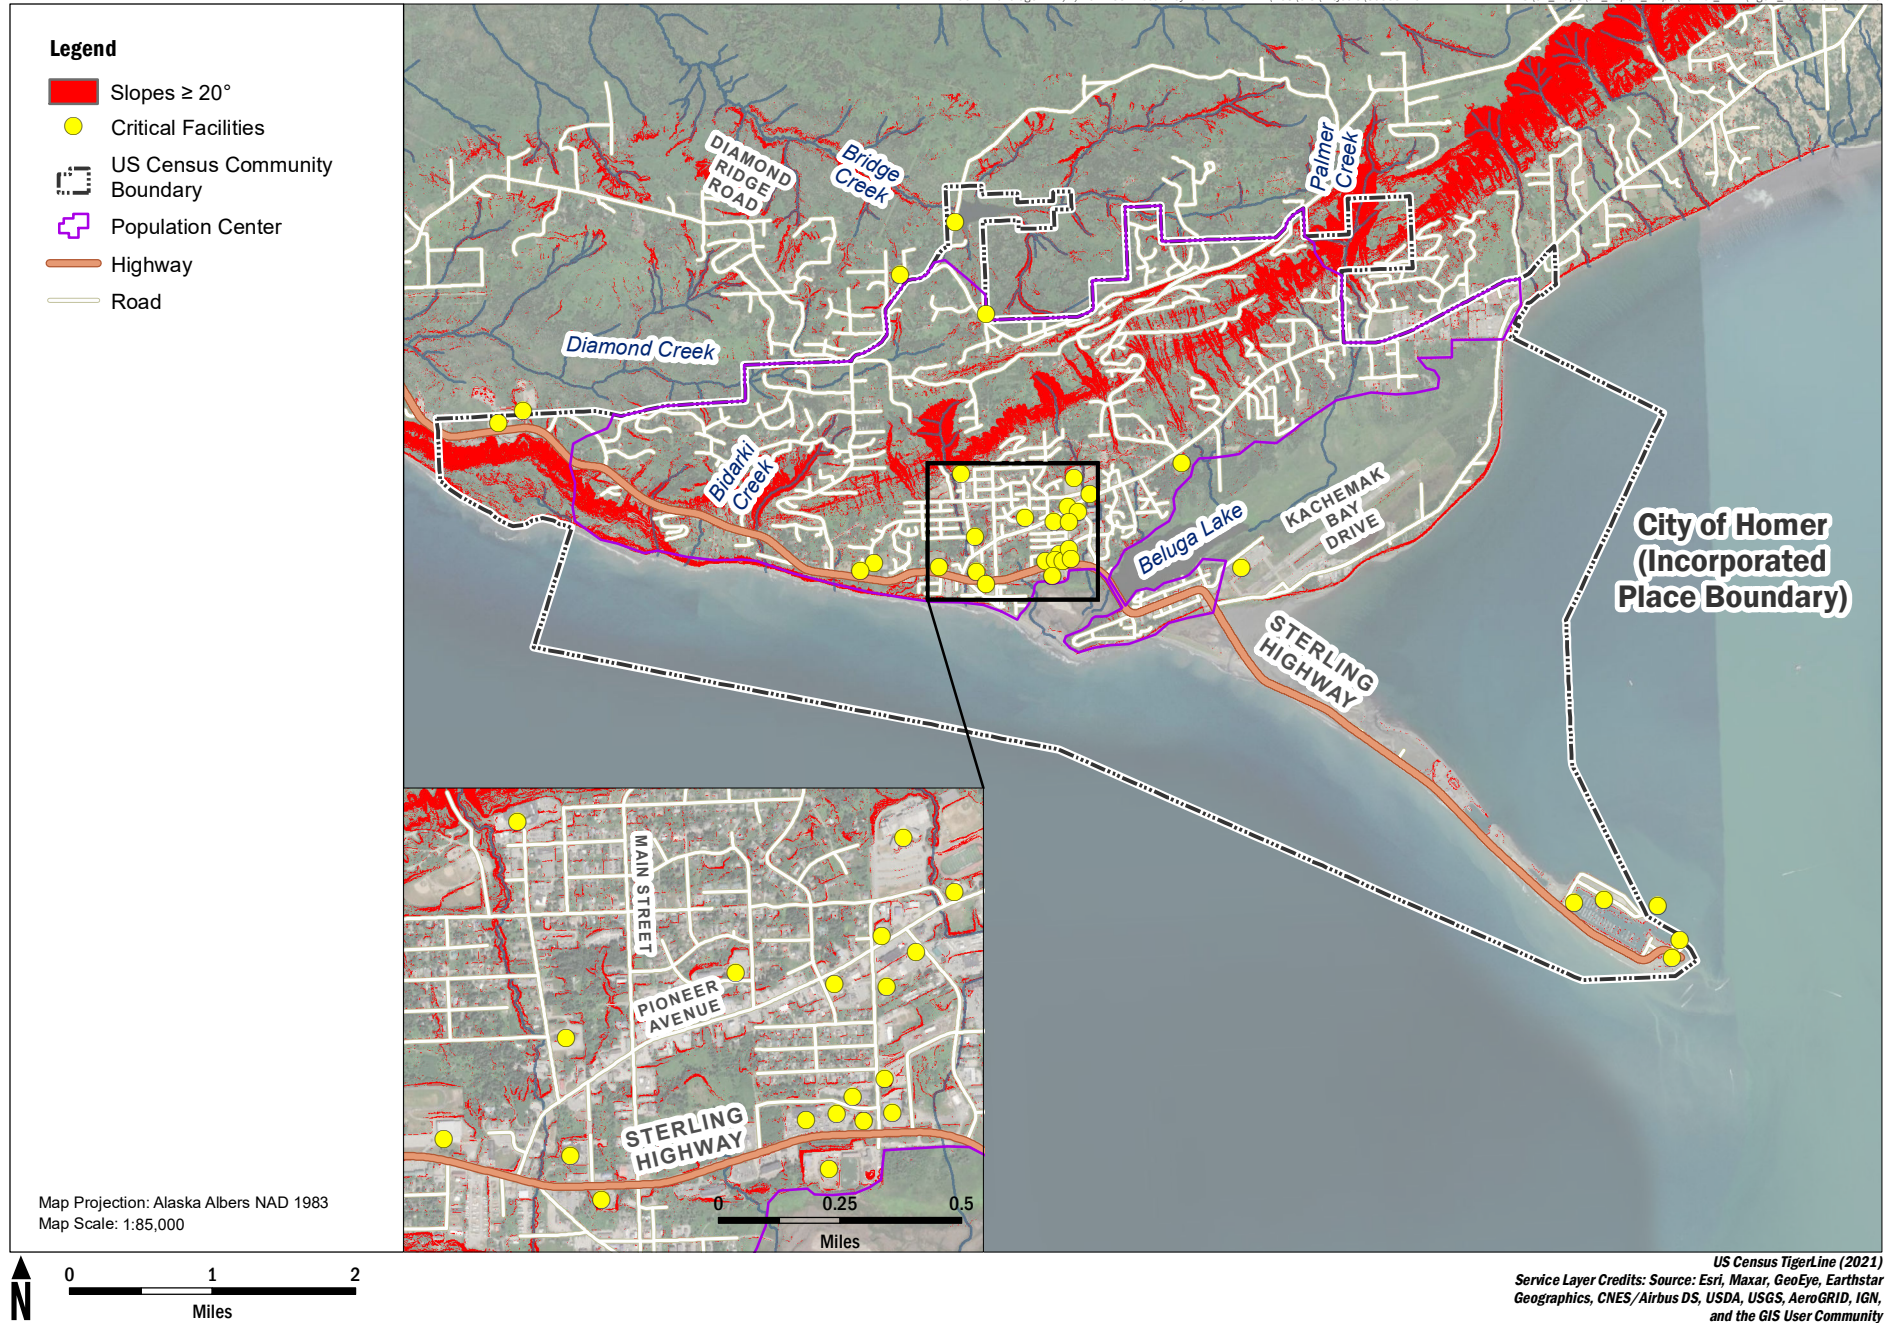 Legend
Slopes ≥ 20°
Critical Facilities
US Census Community
Boundary
Population Center
Highway
Road
Map Projection: Alaska Albers NAD 1983
Map Scale: 1:85,000
N
0 1 2
Miles
DIAMOND
RIDGE
ROAD
Bridge
Creek
Palmer
Creek
Diamond Creek
Bidarki
Creek
Beluga Lake
KACHEMAK
BAY
DRIVE
STERLING
HIGHWAY
City of Homer
(Incorporated
Place Boundary)
MAIN STREET
PIONEER
AVENUE
STERLING
HIGHWAY
0 0.25 0.5
Miles
US Census TigerLine (2021)
Service Layer Credits: Source: Esri, Maxar, GeoEye, Earthstar
Geographics, CNES/Airbus DS, USDA, USGS, AeroGRID, IGN,
and the GIS User Community